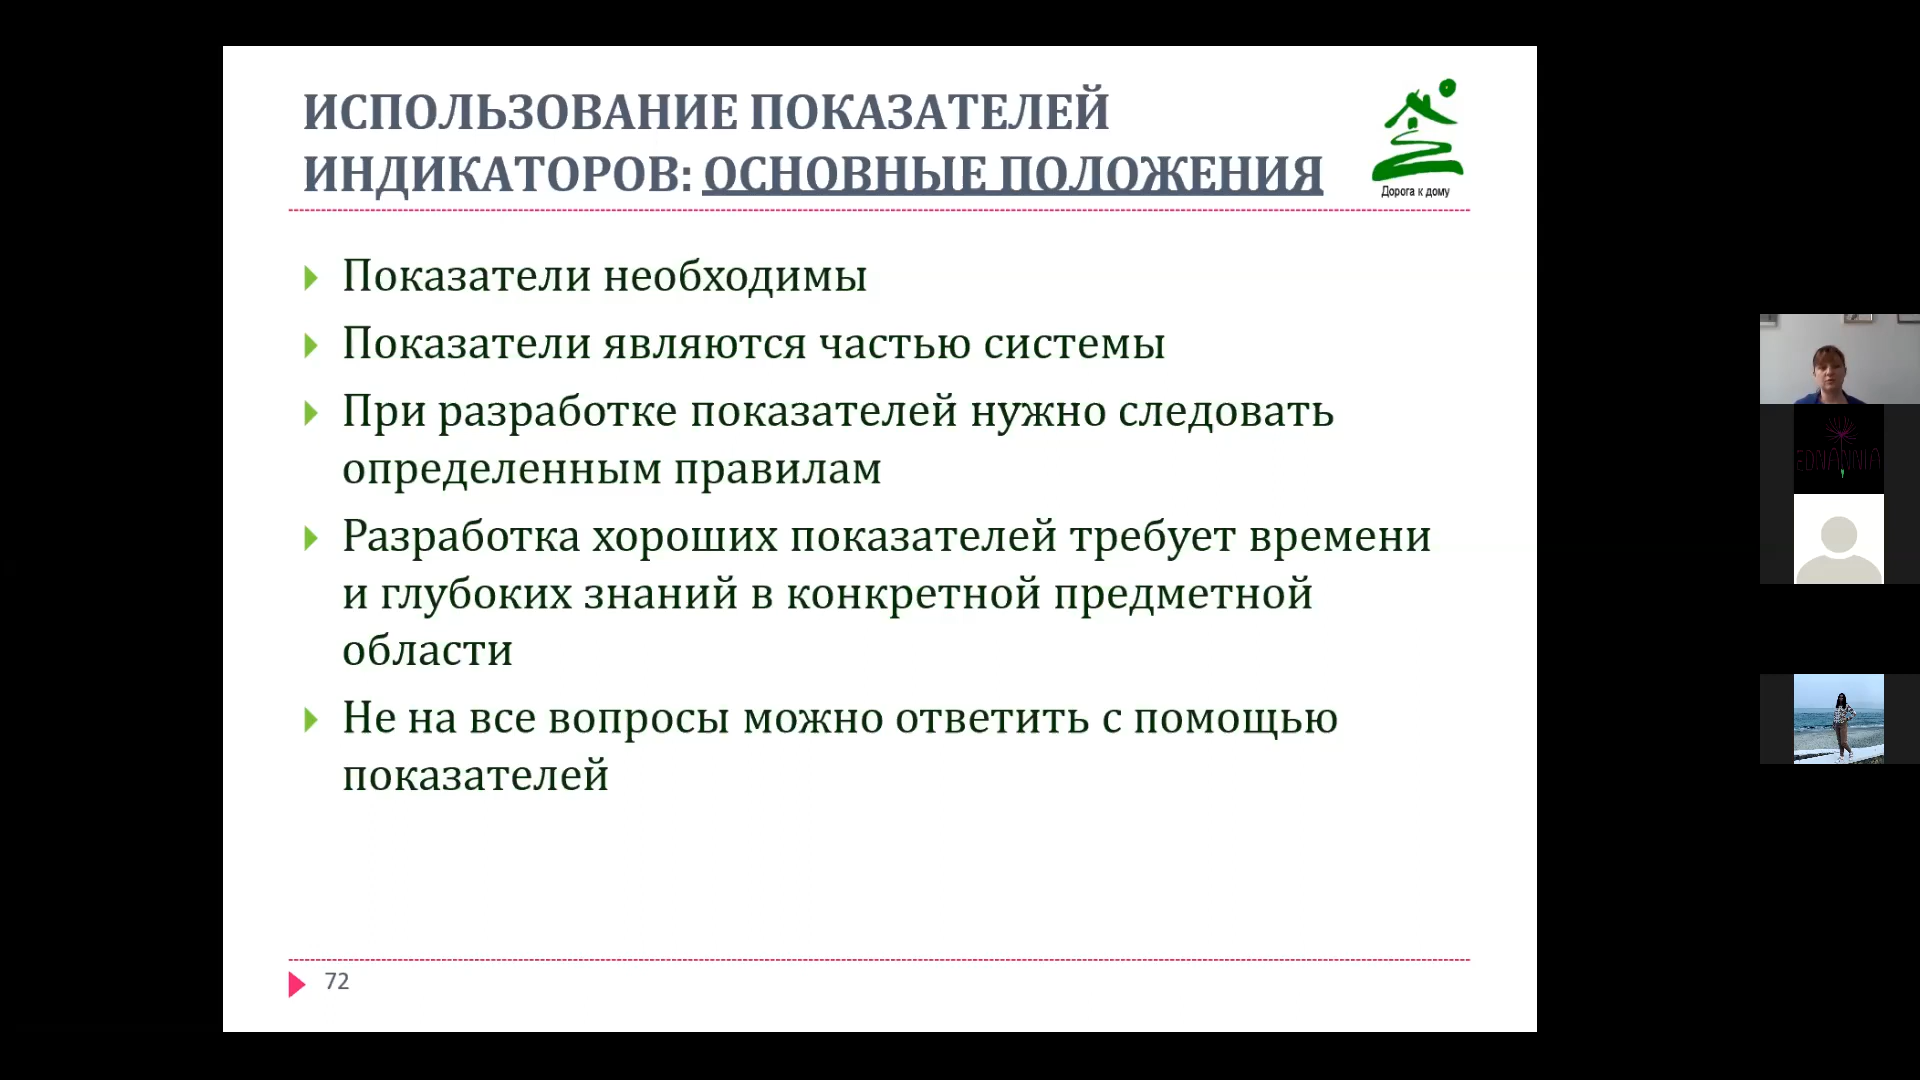 ИСПОЛЬЗОВАНИЕ ПОКАЗАТЕЛЕЙ
ИНДИКАТОРОВ: ОСНОВНЫЕ ПОЛОЖЕНИЯ
Дорога к дому
Показатели необходимы
Показатели являются частью системы
При разработке показателей нужно следовать
определенным правилам
Разработка хороших показателей требует времени
и глубоких знаний в конкретной предметной
области
Не на все вопросы можно ответить с помощью
показателей
72